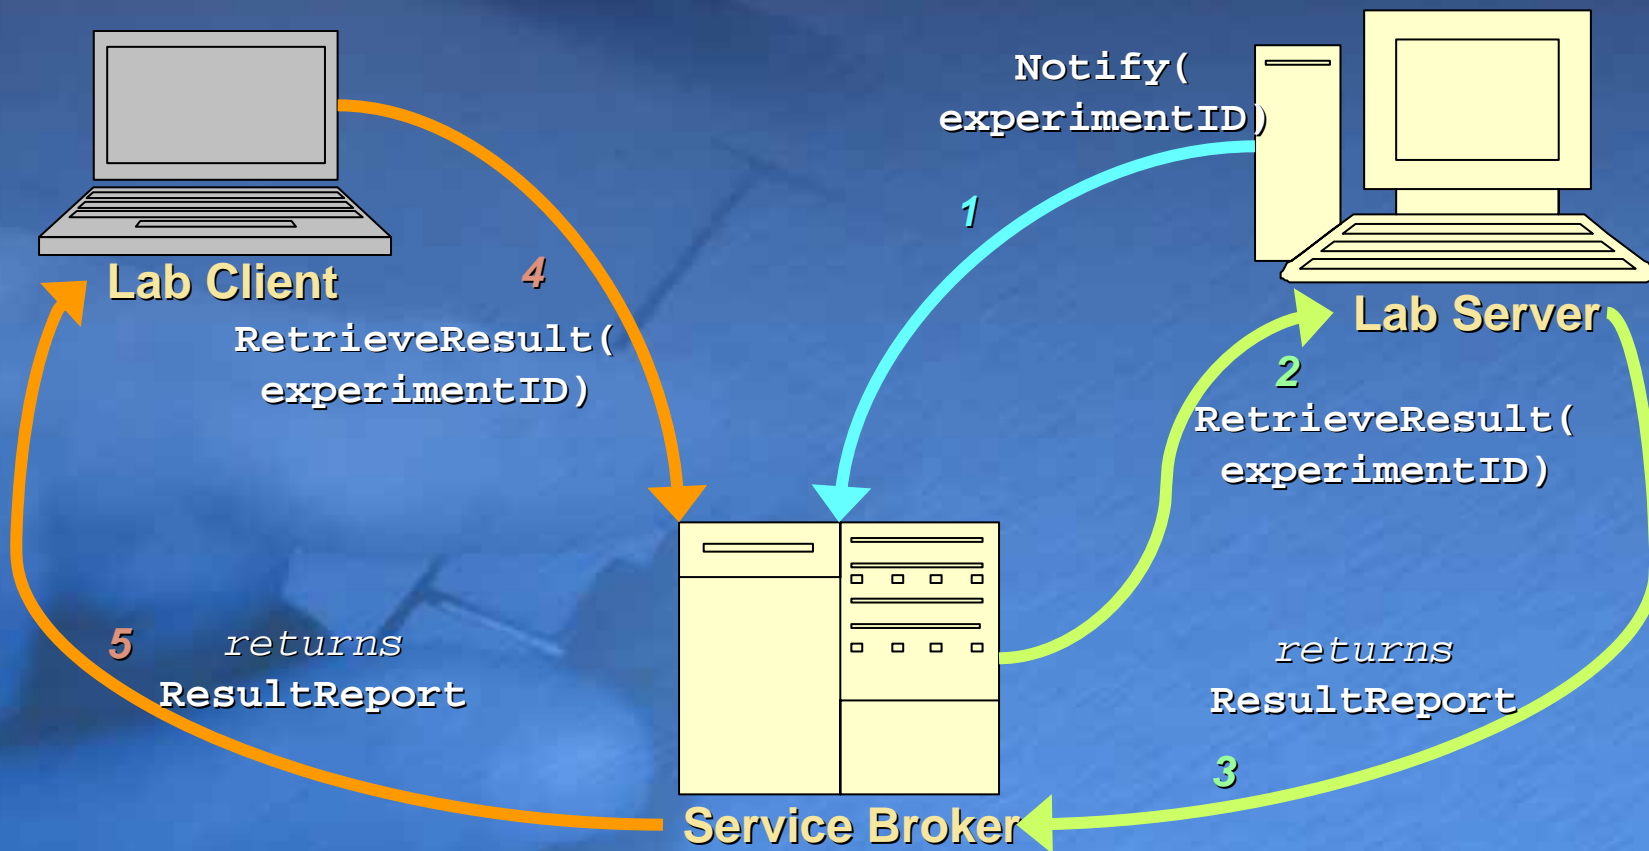 Notify(
experimentID)
1
Lab Client
4
RetrieveResult(
experimentID)
Lab Server
2
RetrieveResult(
experimentID)
5
returns
ResultReport
returns
ResultReport
3
Service Broker